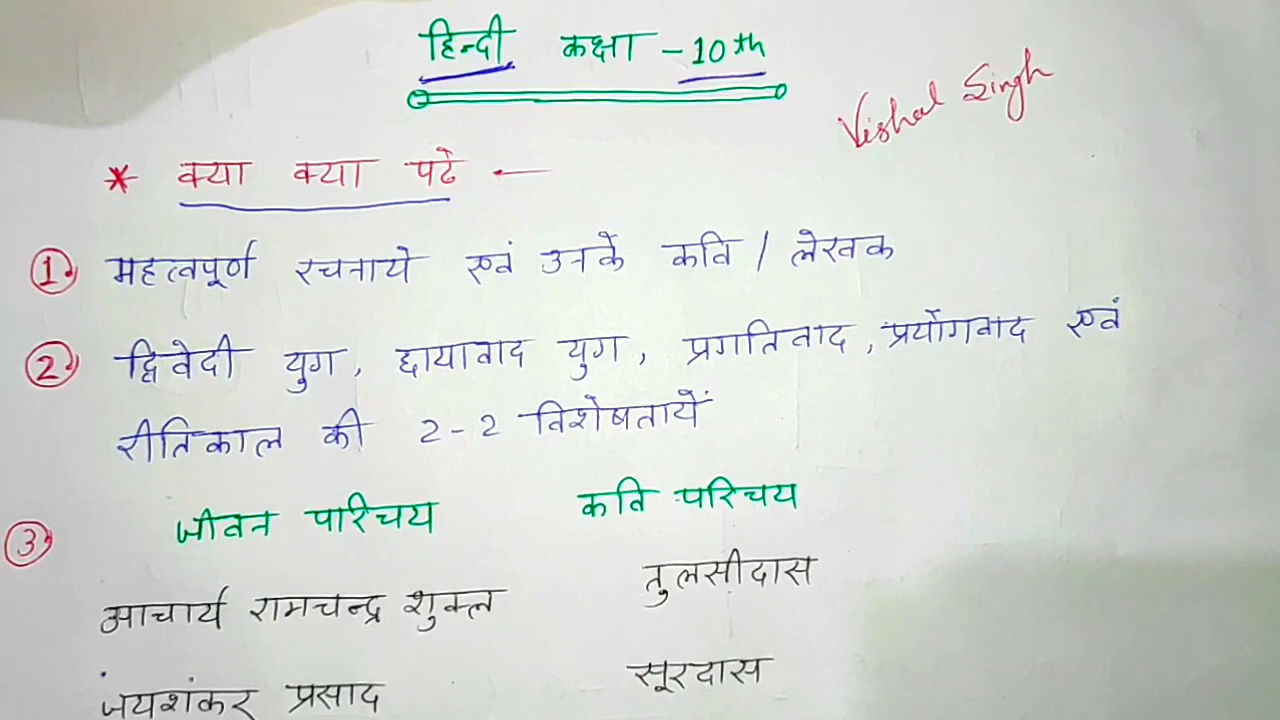 हिन्दी कक्षा - 10th
Vishal Singh
* क्या क्या पढे -
1. महत्वपूर्ण रचनाये एवं उनके कवि / लेखक
2. द्विवेदी युग, छायावाद युग, प्रगतिवाद, प्रर्योगवाद एवं
रीतिकाल की 2-2 विशेषतायें
3. जीवन परिचय कवि परिचय
आचार्य रामचन्द्र शुक्ल तुलसीदास
जयशंकर प्रसाद सूरदास